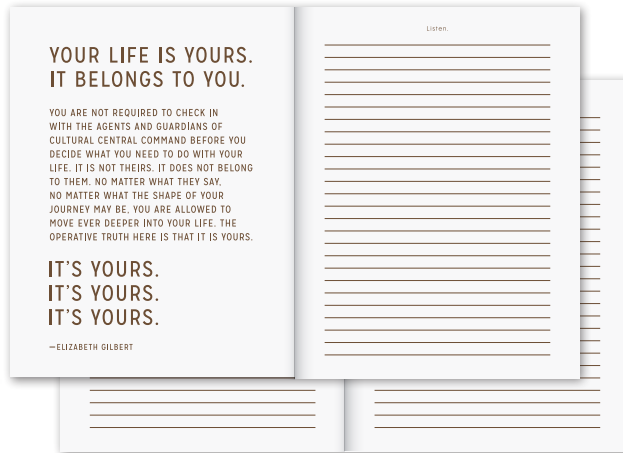 YOUR LIFE IS YOURS.
IT BELONGS TO YOU.
YOU ARE NOT REQUIRED TO CHECK IN
WITH THE AGENTS AND GUARDIANS OF
CULTURAL CENTRAL COMMAND BEFORE YOU
DECIDE WHAT YOU NEED TO DO WITH YOUR
LIFE. IT IS NOT THEIRS. IT DOES NOT BELONG
TO THEM. NO MATTER WHAT THEY SAY,
NO MATTER WHAT THE SHAPE OF YOUR
JOURNEY MAY BE, YOU ARE ALLOWED TO
MOVE EVER DEEPER INTO YOUR LIFE. THE
OPERATIVE TRUTH HERE IS THAT IT IS YOURS.
IT’S YOURS.
IT’S YOURS.
IT’S YOURS.
—ELIZABETH GILBERT
Listen.